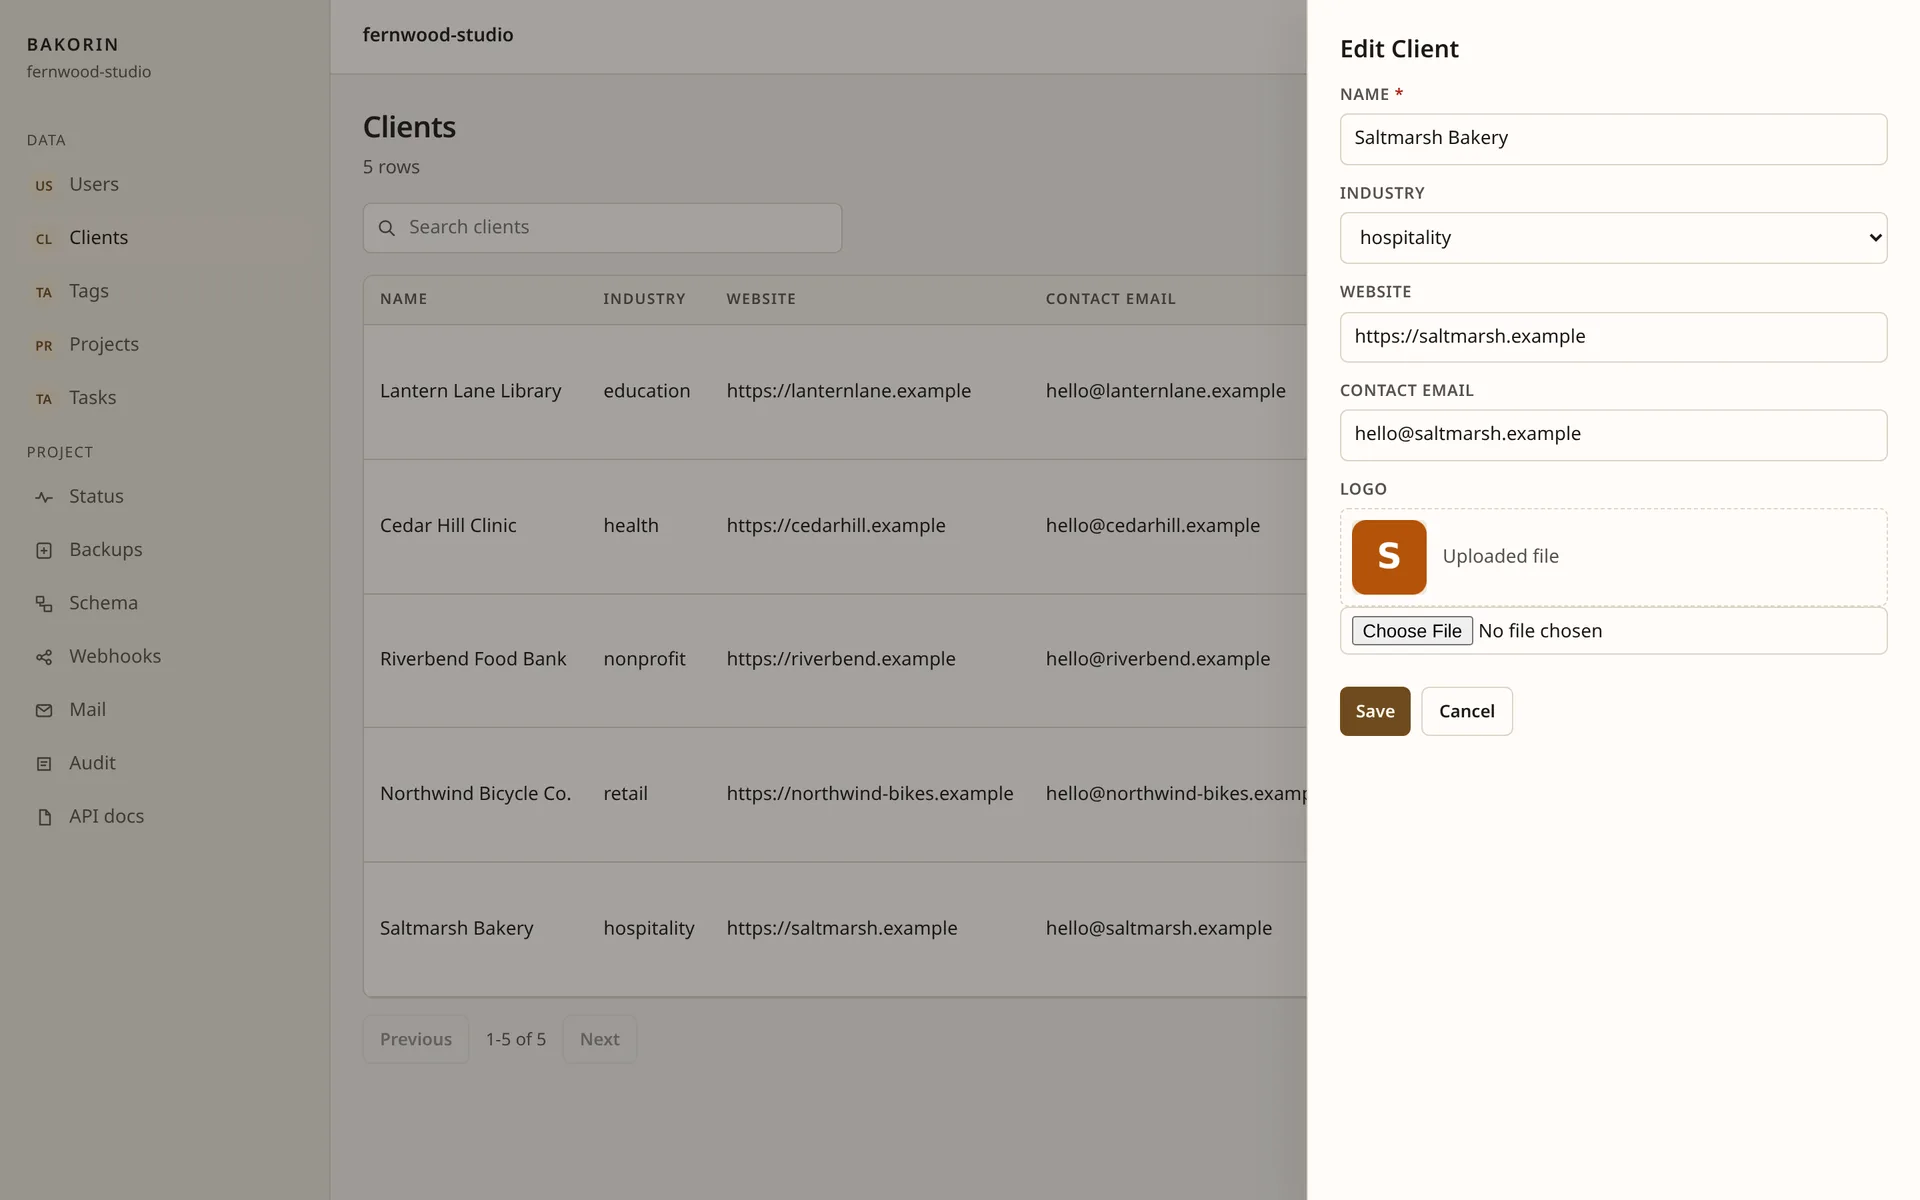 BAKORIN
fernwood-studio
DATA
US Users
CL Clients
TA Tags
PR Projects
TA Tasks
PROJECT
Status
Backups
Schema
Webhooks
Mail
Audit
API docs
fernwood-studio
Clients
5 rows
Search clients
NAME INDUSTRY WEBSITE CONTACT EMAIL
Lantern Lane Library education https://lanternlane.example hello@lanternlane.example
Cedar Hill Clinic health https://cedarhill.example hello@cedarhill.example
Riverbend Food Bank nonprofit https://riverbend.example hello@riverbend.example
Northwind Bicycle Co. retail https://northwind-bikes.example hello@northwind-bikes.examp
Saltmarsh Bakery hospitality https://saltmarsh.example hello@saltmarsh.example
Previous 1-5 of 5 Next
Edit Client
NAME *
Saltmarsh Bakery
INDUSTRY
hospitality
WEBSITE
https://saltmarsh.example
CONTACT EMAIL
hello@saltmarsh.example
LOGO
S Uploaded file
Choose File No file chosen
Save Cancel